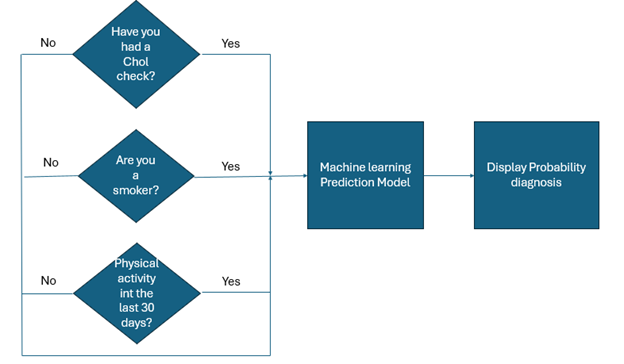 No
Have you
had a
Chol
check?
Yes
No
Are you
a
smoker?
Yes
Machine learning
Prediction Model
Display Probability
diagnosis
No
Physical
activity
int the
last 30
days?
Yes